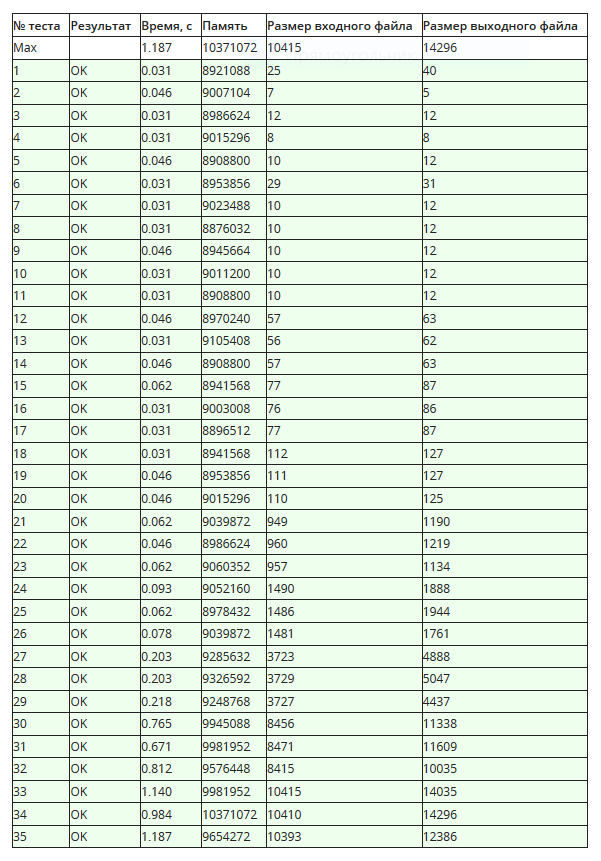 № теста Результат Время, с Память Размер входного файла Размер выходного файла
Max 1.187 10371072 10415 14296
1 OK 0.031 8921088 25 40
2 OK 0.046 9007104 7 5
3 OK 0.031 8986624 12 12
4 OK 0.031 9015296 8 8
5 OK 0.046 8908800 10 12
6 OK 0.031 8953856 29 31
7 OK 0.031 9023488 10 12
8 OK 0.031 8876032 10 12
9 OK 0.046 8945664 10 12
10 OK 0.031 9011200 10 12
11 OK 0.031 8908800 10 12
12 OK 0.046 8970240 57 63
13 OK 0.031 9105408 56 62
14 OK 0.046 8908800 57 63
15 OK 0.062 8941568 77 87
16 OK 0.031 9003008 76 86
17 OK 0.031 8896512 77 87
18 OK 0.031 8941568 112 127
19 OK 0.046 8953856 111 127
20 OK 0.046 9015296 110 125
21 OK 0.062 9039872 949 1190
22 OK 0.046 8986624 960 1219
23 OK 0.062 9060352 957 1134
24 OK 0.093 9052160 1490 1888
25 OK 0.062 8978432 1486 1944
26 OK 0.078 9039872 1481 1761
27 OK 0.203 9285632 3723 4888
28 OK 0.203 9326592 3729 5047
29 OK 0.218 9248768 3727 4437
30 OK 0.765 9945088 8456 11338
31 OK 0.671 9981952 8471 11609
32 OK 0.812 9576448 8415 10035
33 OK 1.140 9981952 10415 14035
34 OK 0.984 10371072 10410 14296
35 OK 1.187 9654272 10393 12386